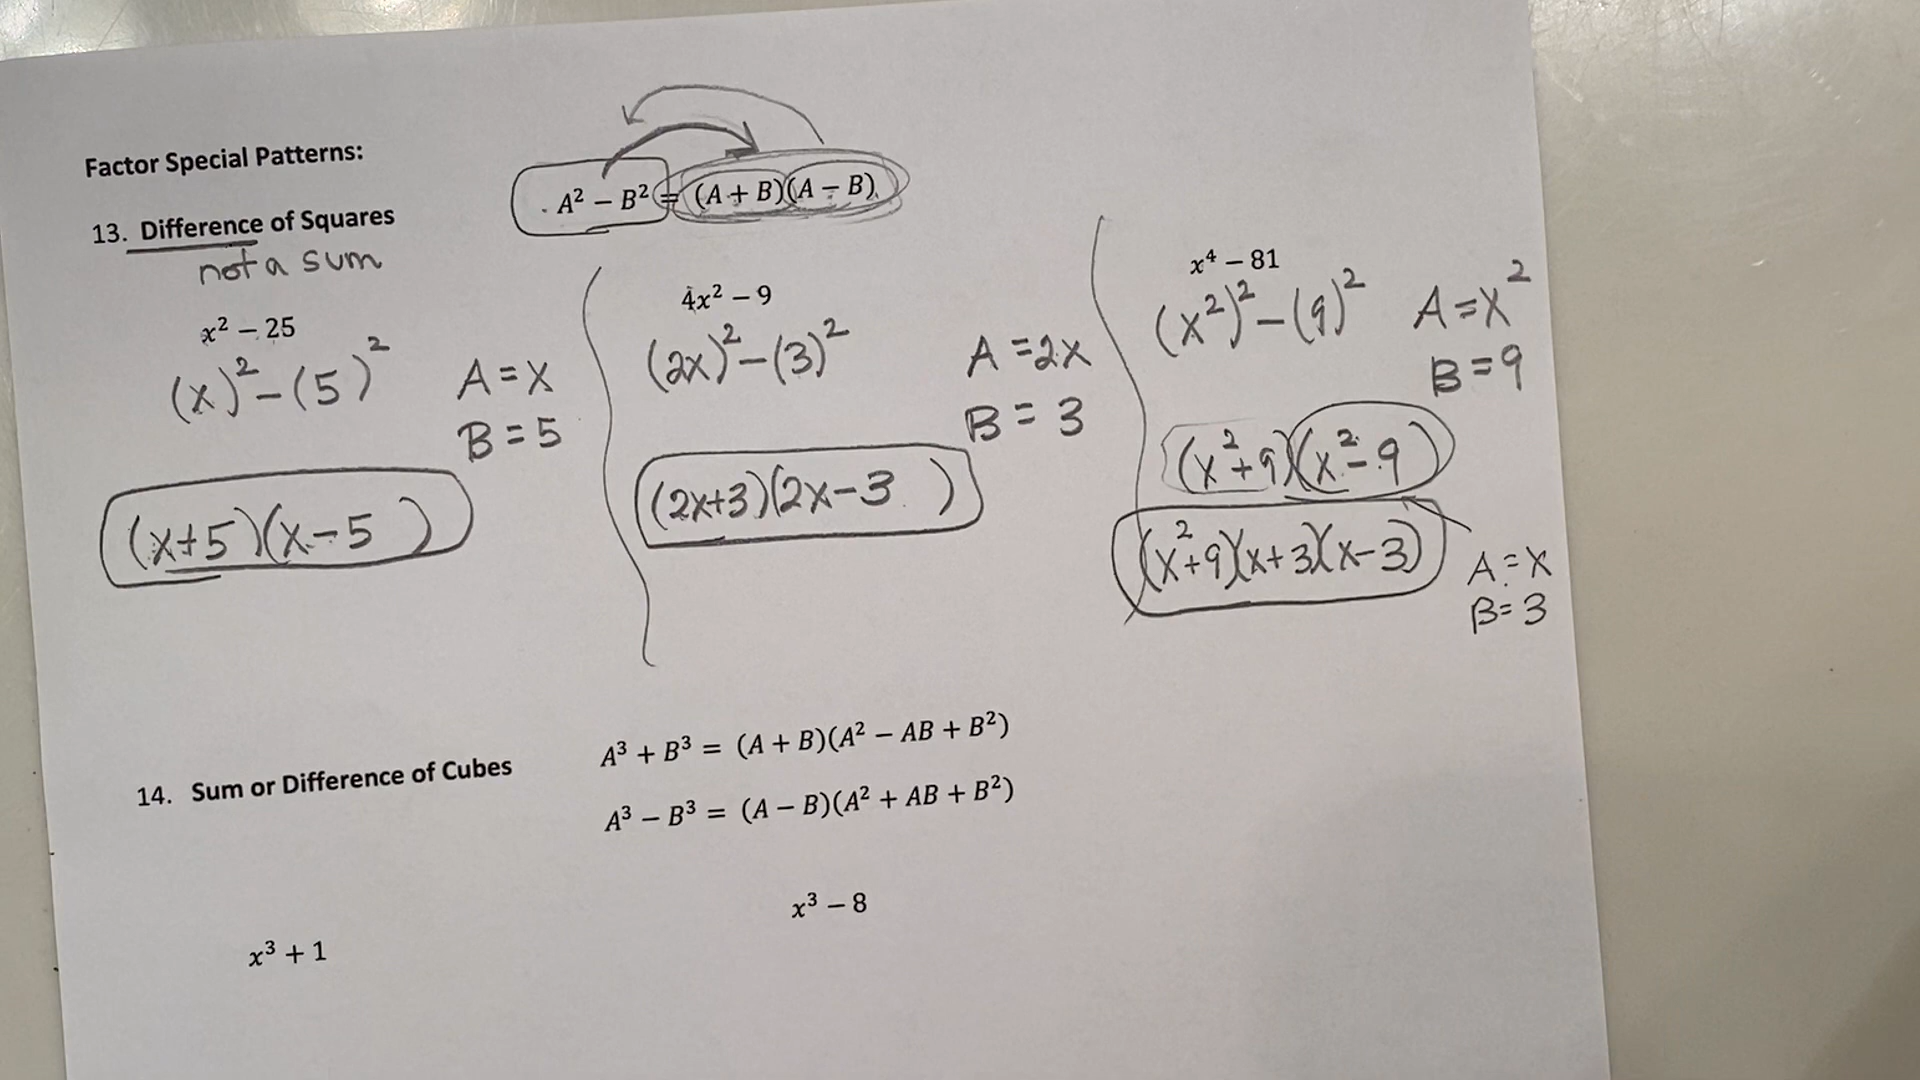 Factor Special Patterns:
A² − B² = (A + B)(A − B)
13. Difference of Squares
not a sum
x² − 25
(x)² − (5)²
A = x
B = 5
(x+5)(x−5)
4x² − 9
(2x)² − (3)²
A = 2x
B = 3
(2x+3)(2x−3)
x⁴ − 81
(x²)² − (9)²
A = x²
B = 9
(x²+9)(x²−9)
(x²+9)(x+3)(x−3)
A = x
B = 3
14. Sum or Difference of Cubes
A³ + B³ = (A + B)(A² − AB + B²)
A³ − B³ = (A − B)(A² + AB + B²)
x³ + 1
x³ − 8